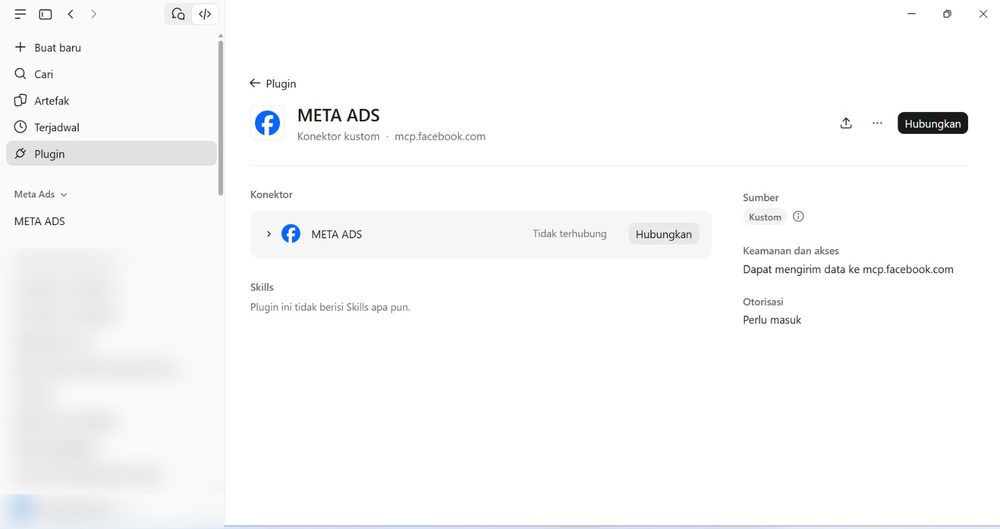 Buat baru
Cari
Artefak
Terjadwal
Plugin
Meta Ads
META ADS
Plugin
META ADS
Konektor kustom · mcp.facebook.com
Hubungkan
Konektor
META ADS
Tidak terhubung
Hubungkan
Skills
Plugin ini tidak berisi Skills apa pun.
Sumber
Kustom
Keamanan dan akses
Dapat mengirim data ke mcp.facebook.com
Otorisasi
Perlu masuk